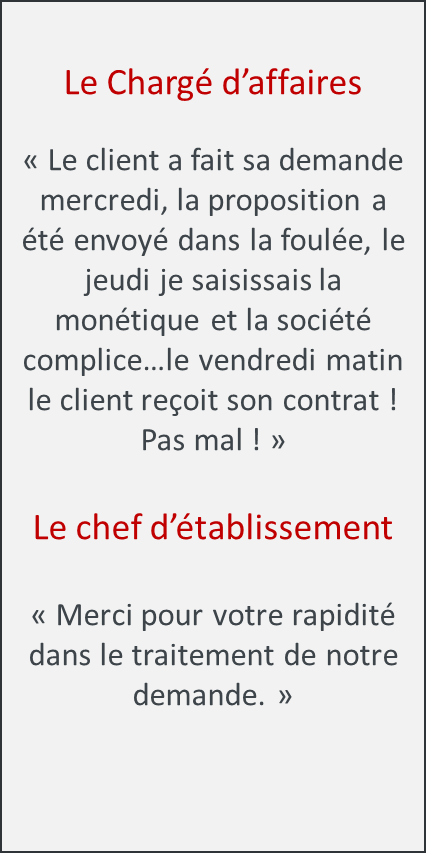 Le Chargé d’affaires
« Le client a fait sa demande
mercredi, la proposition a
été envoyé dans la foulée, le
jeudi je saisissais la
monétique et la société
complice…le vendredi matin
le client reçoit son contrat !
Pas mal ! »
Le chef d’établissement
« Merci pour votre rapidité
dans le traitement de notre
demande. »